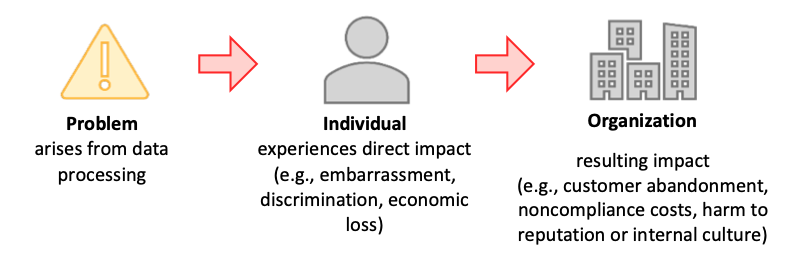 Problem
arises from data
processing
Individual
experiences direct impact
(e.g., embarrassment,
discrimination, economic
loss)
Organization
resulting impact
(e.g., customer abandonment,
noncompliance costs, harm to
reputation or internal culture)